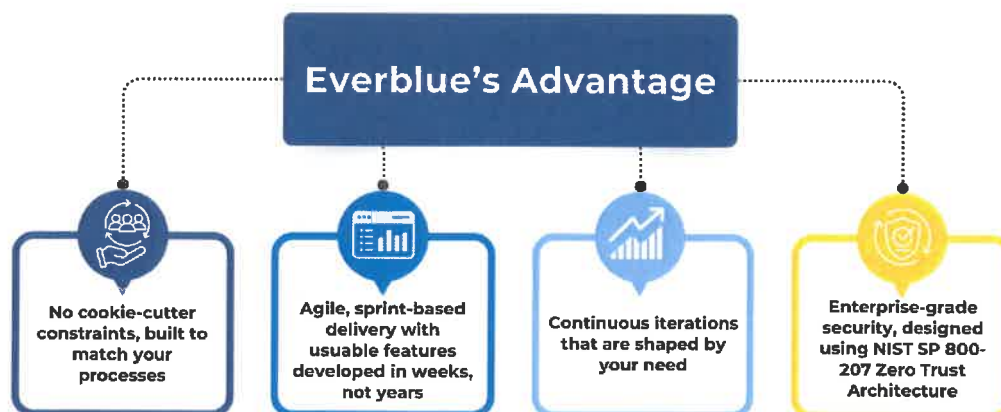 Everblue's Advantage
No cookie-cutter
constraints, built to
match your
processes
Agile, sprint-based
delivery with
usuable features
developed in weeks,
not years
Continuous iterations
that are shaped by
your need
Enterprise-grade
security, designed
using NIST SP 800-
207 Zero Trust
Architecture